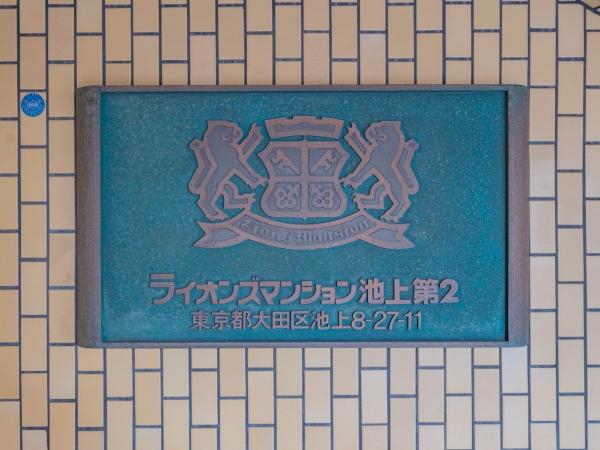 Lions Mansion
ライオンズマンション池上第2
東京都大田区池上8-27-11